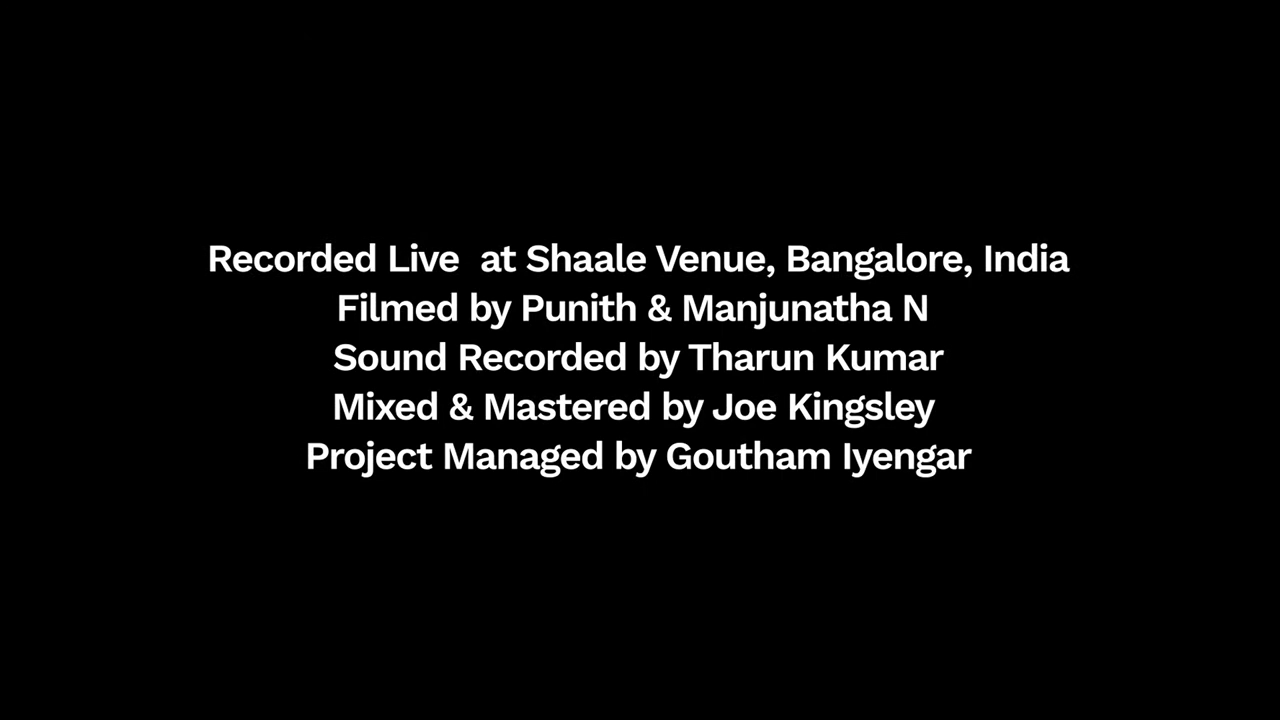 Recorded Live  at Shaale Venue, Bangalore, India
Filmed by Punith & Manjunatha N
Sound Recorded by Tharun Kumar
Mixed & Mastered by Joe Kingsley
Project Managed by Goutham Iyengar